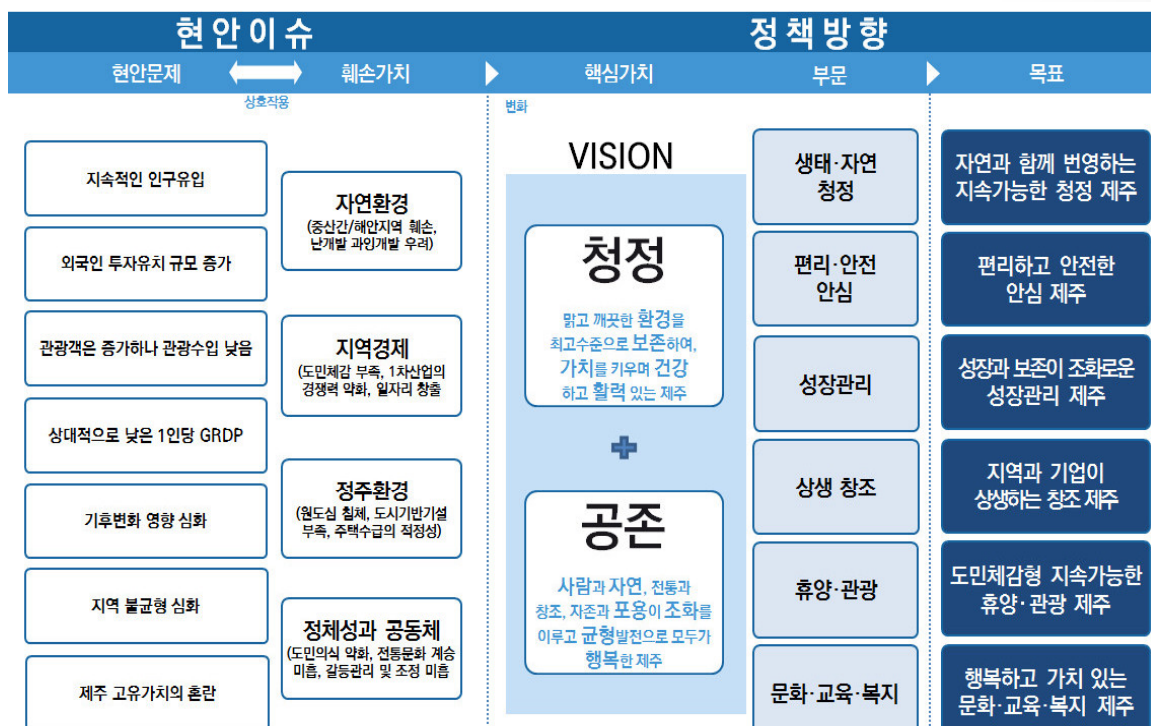 현안이슈
정책방향
현안문제
훼손가치
핵심가치
부문
목표
상호작용
변화
지속적인 인구유입
외국인 투자유치 규모 증가
관광객은 증가하나 관광수입 낮음
상대적으로 낮은 1인당 GRDP
기후변화 영향 심화
지역 불균형 심화
제주 고유가치의 혼란
자연환경
(중산간/해안지역 훼손,
난개발 과잉개발 우려)
지역경제
(도민체감 부족, 1차산업의
경쟁력 약화, 일자리 창출
정주환경
(원도심 침체, 도시기반기설
부족, 주택수급의 적정성)
정체성과 공동체
(도민의식 약화, 전통문화 계승
미흡, 갈등관리 및 조정 미흡
VISION
청정
맑고 깨끗한 환경을
최고수준으로 보존하여,
가치를 키우며 건강
하고 활력 있는 제주
공존
사람과 자연, 전통과
창조, 자존과 포용이 조화를
이루고 균형발전으로 모두가
행복한 제주
생태·자연
청정
편리·안전
안심
성장관리
상생 창조
휴양·관광
문화·교육·복지
자연과 함께 번영하는
지속가능한 청정 제주
편리하고 안전한
안심 제주
성장과 보존이 조화로운
성장관리 제주
지역과 기업이
상생하는 창조 제주
도민체감형 지속가능한
휴양·관광 제주
행복하고 가치 있는
문화·교육·복지 제주